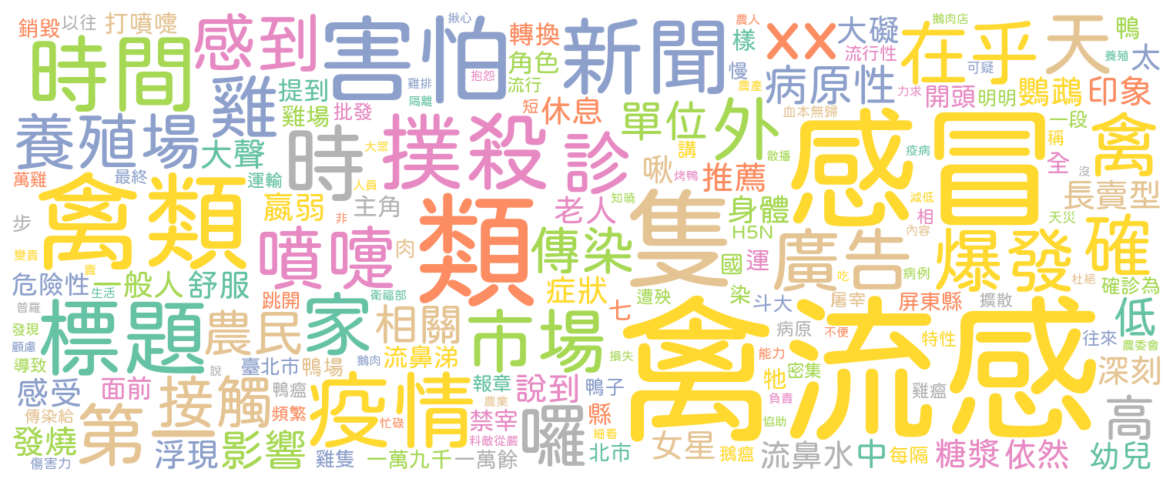 銷毀
以往
打噴嚏
時間
感到
害怕
揪心
抱怨
新聞
轉換
角色
流行
農人
樣
慢
農產
××
大礙
流行性
病原性
鵝肉店
在乎
天
養殖
鴨
太
可疑
雞
提到
雞場
雞排
隔離
批發
短
休息
單位
外
講
散播
血本無歸
力求
開頭
明明
鸚鵡
印象
一段
禽
養殖場
大聲
時
大眾
撲殺
診
啾
烤鴨
推薦
感冒
疫病
減低
稱
全
沒
萬雞
最終
運輸
人員
禽類
嬴弱
主角
非
肉
類
知曉
老人
隻
身體
H5N
相
內容
長賣型
天災
步
變賣
賣
噴嚏
傳染
國
運
廣告
爆發
確
危險性
生活
一般人
舒服
跳開
衛福部
症狀
遭殃
染
斗大
吃
屠宰
病例
屏東縣
擴散
杜絕
確診為
普羅
發現
顧慮
導致
標題
農民
家
相關
市場
七
禽流感
病原
不便
特性
往來
低
農委會
臺北市
說
鴨場
鵝肉
流鼻涕
損失
牠
能力
密集
負責
雞瘟
深刻
感受
面前
接觸
鴨瘟
疫情
報章
農業
說到
鴨子
傳染給
第
頻繁
忙碌
禁宰
縣
細看
協助
高
發燒
傷害力
浮現
影響
雞隻
料敵從嚴
一萬九千
一萬餘
囉
北市
女星
鵝瘟
流鼻水
中
每隔
糖漿
依然
幼兒